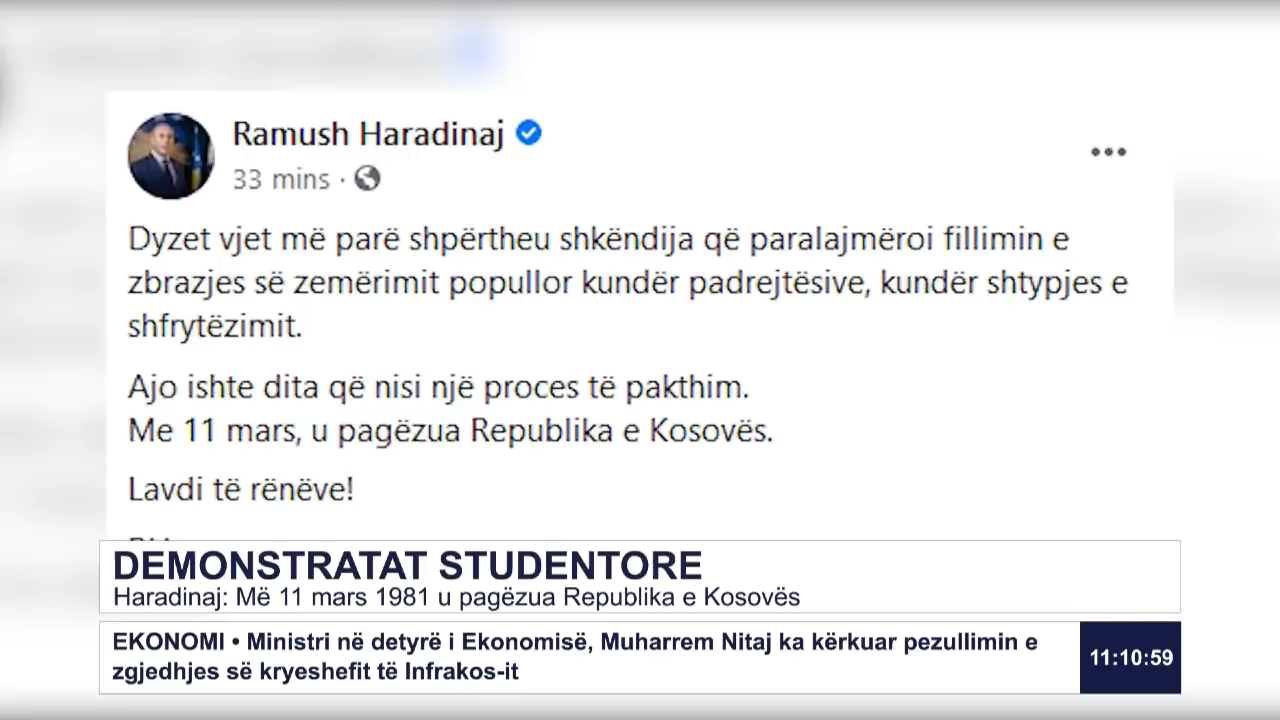 Ramush Haradinaj
33 mins ·
Dyzet vjet më parë shpërtheu shkëndija që paralajmëroi fillimin e
zbrazjes së zemërimit popullor kundër padrejtësive, kundër shtypjes e
shfrytëzimit.
Ajo ishte dita që nisi një proces të pakthim.
Me 11 mars, u pagëzua Republika e Kosovës.
Lavdi të rënëve!
DEMONSTRATAT STUDENTORE
Haradinaj: Më 11 mars 1981 u pagëzua Republika e Kosovës
EKONOMI • Ministri në detyrë i Ekonomisë, Muharrem Nitaj ka kërkuar pezullimin e
zgjedhjes së kryeshefit të Infrakos-it
11:10:59